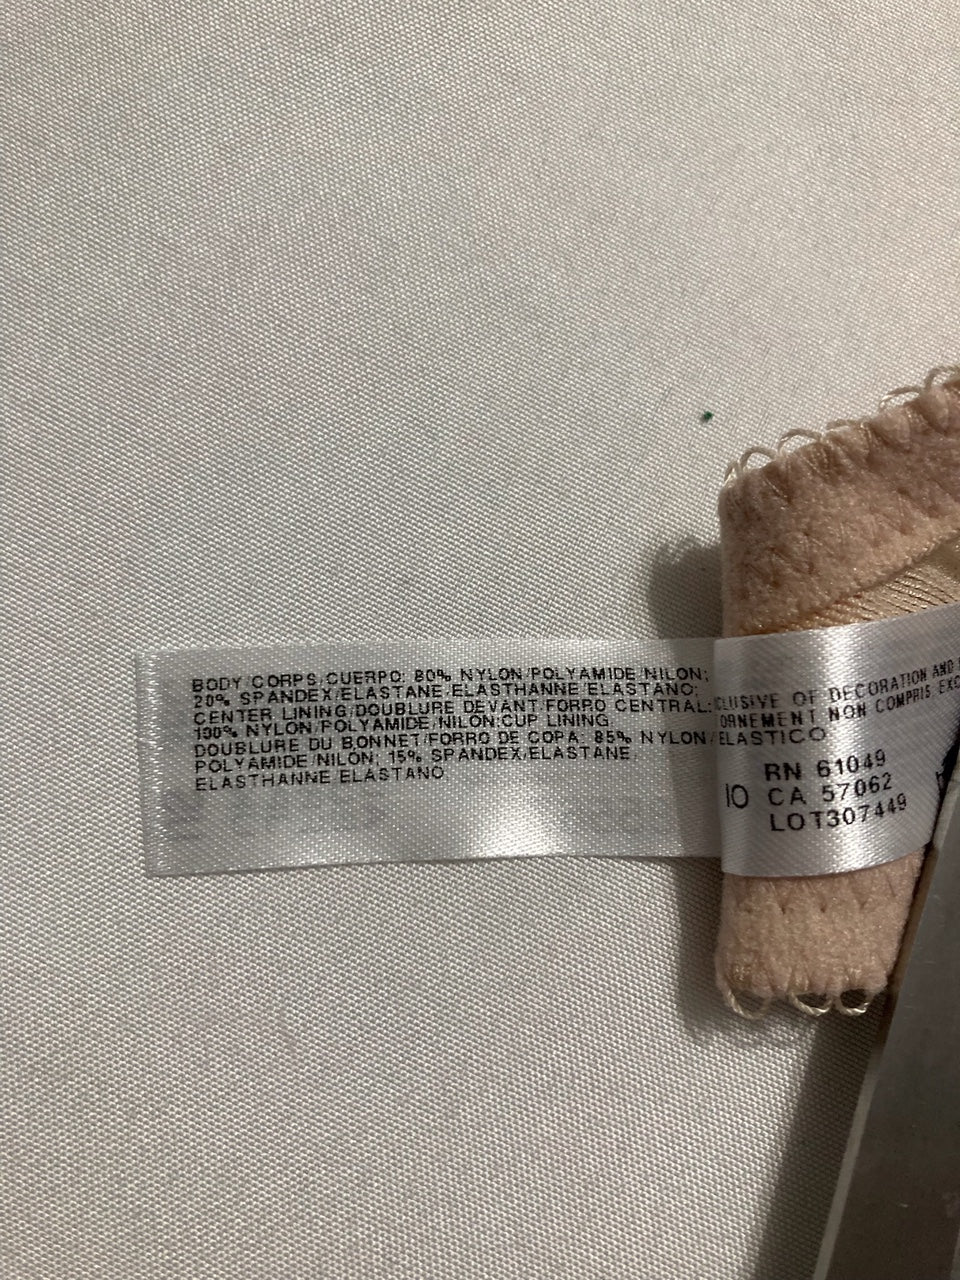 BODY/CORPS/CUERPO: 80% NYLON/POLYAMIDE/NILON;
20% SPANDEX/ELASTANE/ELASTHANNE/ELASTANO;
CENTER LINING/DOUBLURE DEVANT/FORRO CENTRAL:
100% NYLON/POLYAMIDE/NILON;CUP LINING
DOUBLURE DU BONNET/FORRO DE COPA: 85% NYLON/
POLYAMIDE/NILON; 15% SPANDEX/ELASTANE
ELASTHANNE ELASTANO
CLUSIVE OF DECORATION AND
ORNEMENT NON COMPRIS EXC
ELASTICO
RN 61049
IO CA 57062
LOT307449